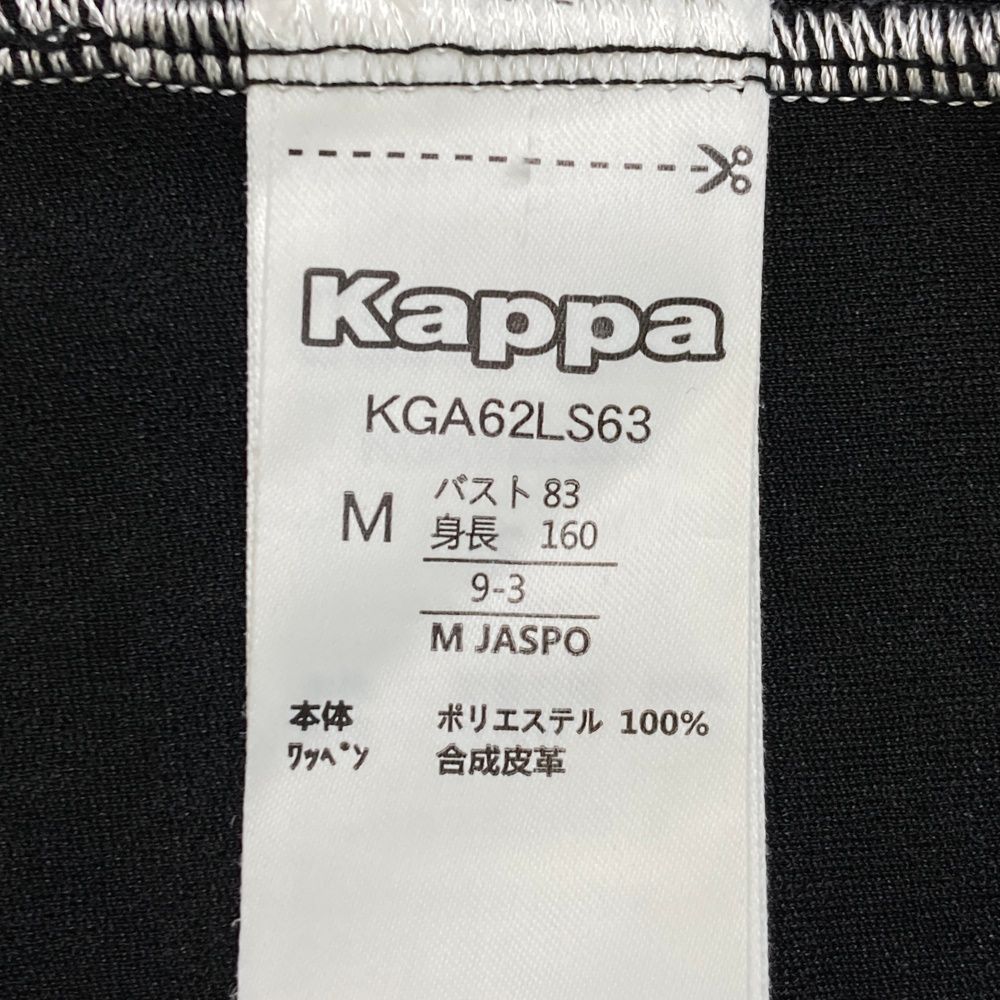 Kappa
KGA62LS63
M
バスト 83
身長 160
9-3
M JASPO
本体 ポリエステル 100%
ﾜｯﾍﾟﾝ 合成皮革